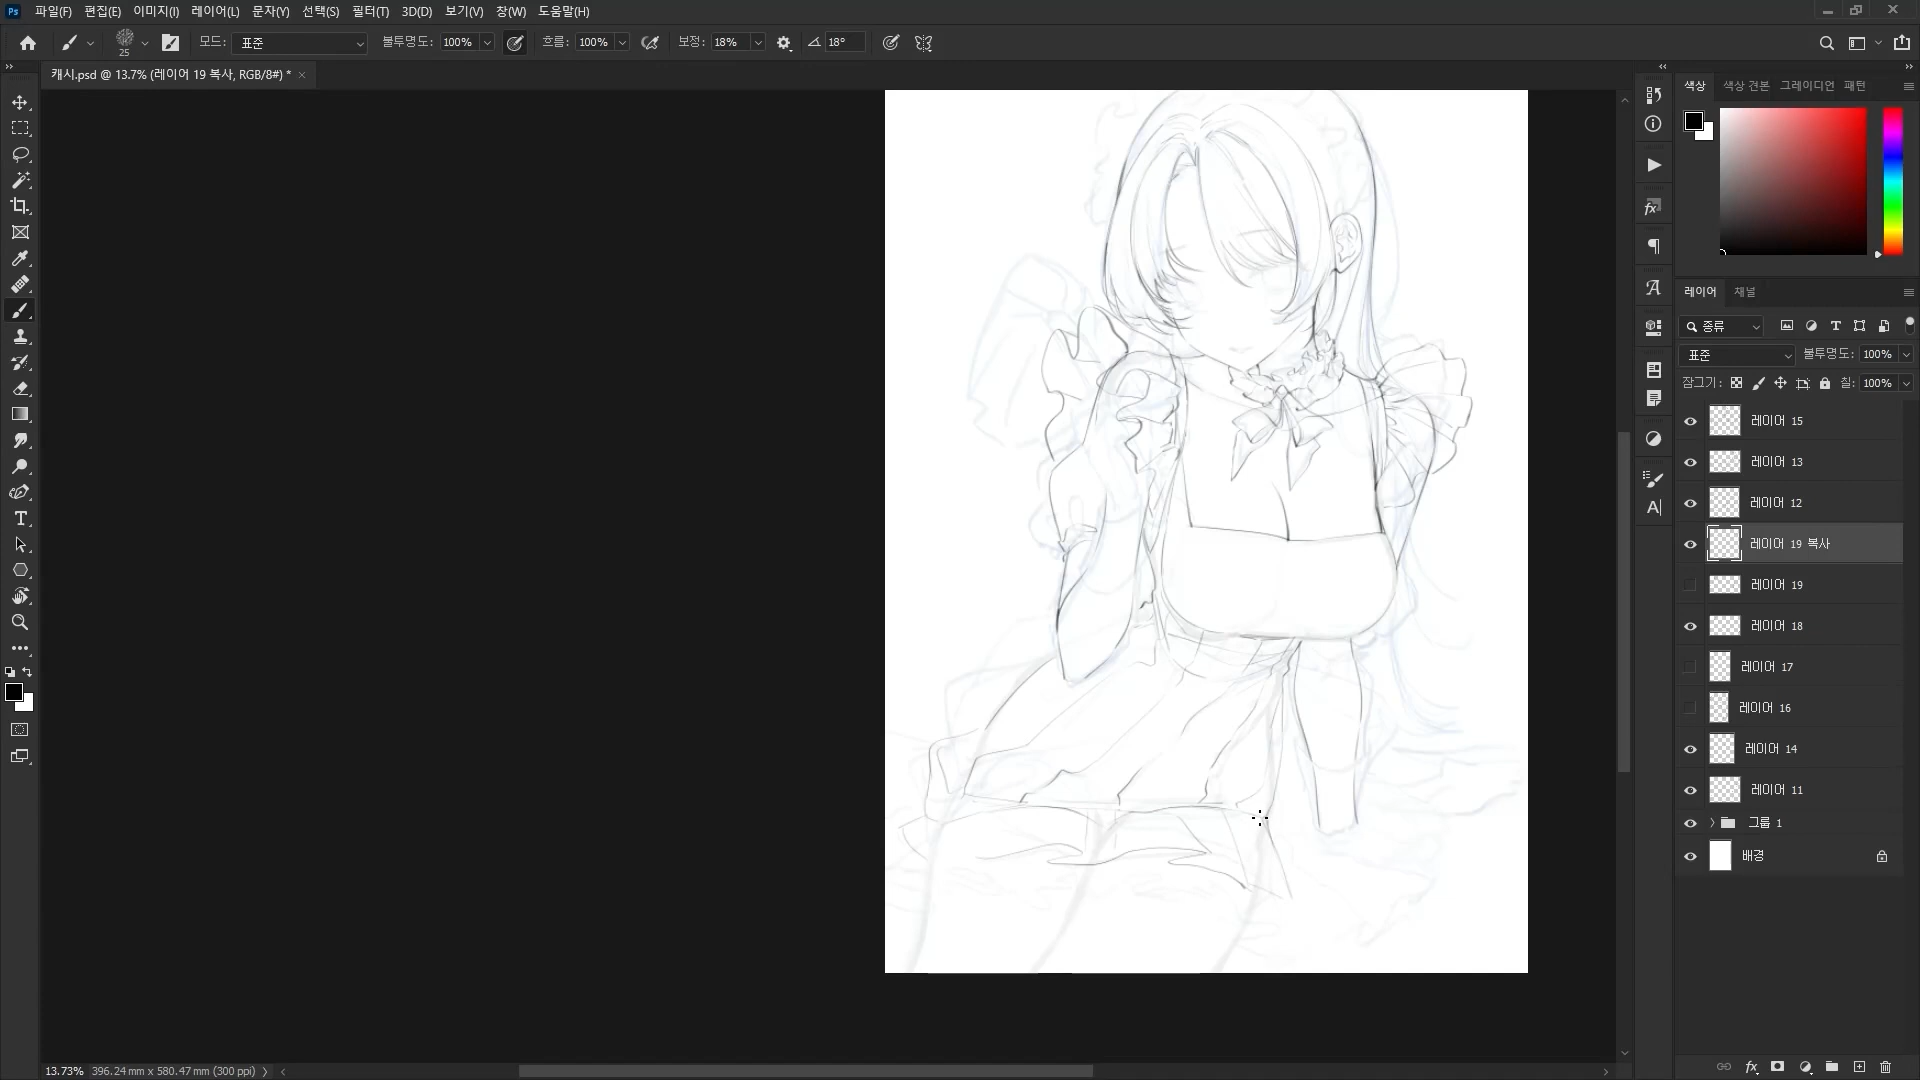 Ps 파일(F) 편집(E) 이미지(I) 레이어(L) 문자(Y) 선택(S) 필터(T) 3D(D) 보기(V) 창(W) 도움말(H)
25 모드: 표준 불투명도: 100% 흐름: 100% 보정: 18% 18°
캐시.psd @ 13.7% (레이어 19 복사, RGB/8#) * ×
색상 색상 견본 그레이디언 패턴
레이어 채널
종류
표준 불투명도: 100%
잠그기: 칠: 100%
레이어 15
레이어 13
레이어 12
레이어 19 복사
레이어 19
레이어 18
레이어 17
레이어 16
레이어 14
레이어 11
그룹 1
배경
13.73% 396.24 mm x 580.47 mm (300 ppi)